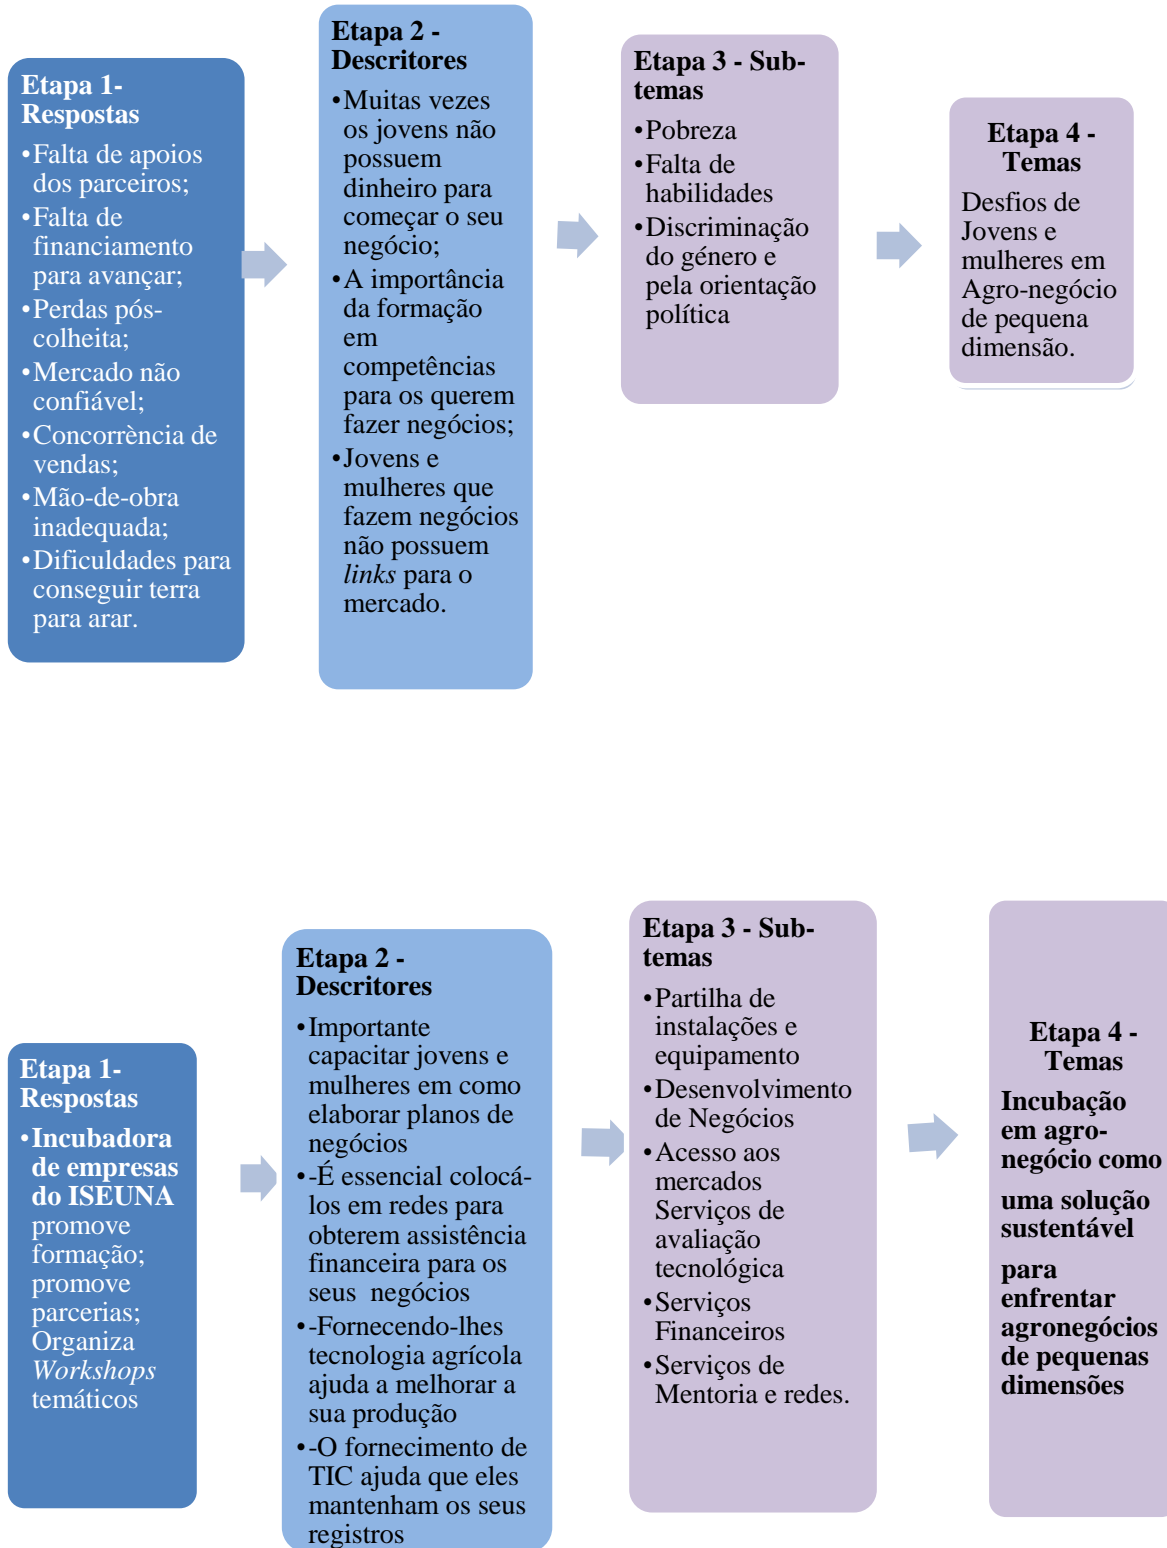 Etapa 1-
Respostas
•Falta de apoios
dos parceiros;
•Falta de
financiamento
para avançar;
•Perdas pós-
colheita;
•Mercado não
confiável;
•Concorrència de
vendas;
•Mão-de-obra
inadequada;
•Dificuldades para
conseguir terra
para arar.
Etapa 2 -
Descritores
•Muitas vezes
os jovens não
possuem
dinheiro para
começar o seu
negócio;
•A importância
da formação
em
competências
para os querem
fazer negócios;
•Jovens e
mulheres que
fazem negócios
não possuem
links para o
mercado.
Etapa 3 - Sub-
temas
•Pobreza
•Falta de
habilidades
•Discriminação
do género e
pela orientação
política
Etapa 4 -
Temas
Desfios de
Jovens e
mulheres em
Agro-negócio
de pequena
dimensão.
Etapa 1-
Respostas
•Incubadora
de empresas
do ISEUNA
promove
formação;
promove
parcerias;
Organiza
Workshops
temáticos
Etapa 2 -
Descritores
•Importante
capacitar jovens e
mulheres em como
elaborar planos de
negócios
•-É essencial colocá-
los em redes para
obterem assistência
financeira para os
seus negócios
•-Fornecendo-lhes
tecnologia agrícola
ajuda a melhorar a
sua produção
•-O fornecimento de
TIC ajuda que eles
mantenham os seus
registros
Etapa 3 - Sub-
temas
•Partilha de
instalações e
equipamento
•Desenvolvimento
de Negócios
•Acesso aos
mercados
Serviços de
avaliação
tecnológica
•Serviços
Financeiros
•Serviços de
Mentoria e redes.
Etapa 4 -
Temas
Incubação
em agro-
negócio como
uma solução
sustentável
para
enfrentar
agronegócios
de pequenas
dimensões